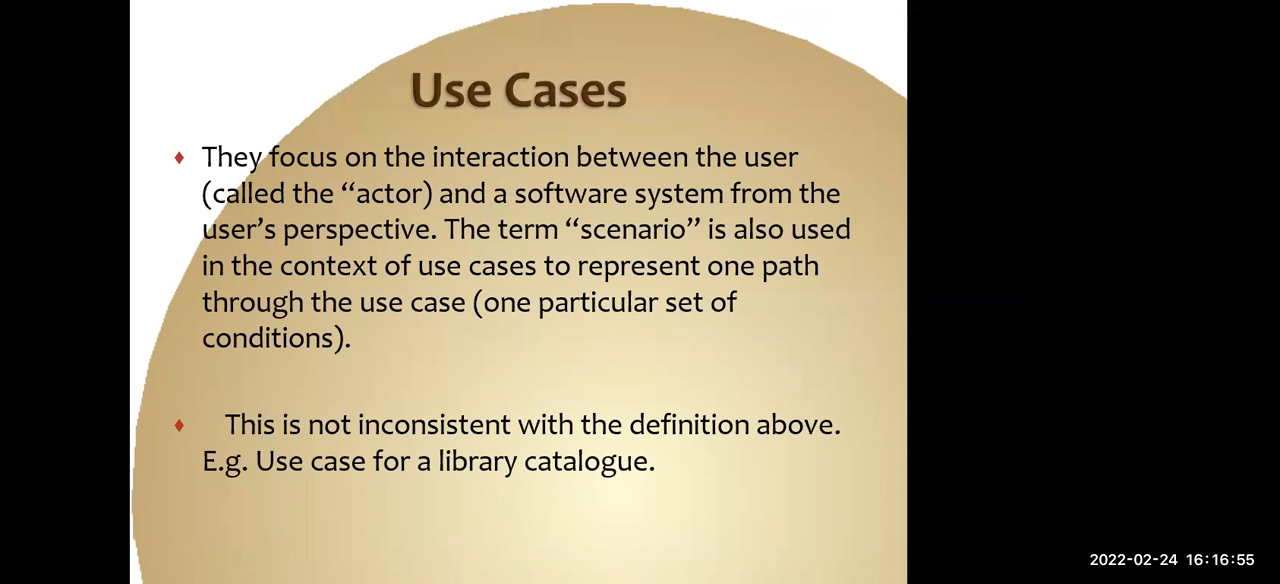 Use Cases
♦ They focus on the interaction between the user
(called the “actor) and a software system from the
user’s perspective. The term “scenario” is also used
in the context of use cases to represent one path
through the use case (one particular set of
conditions).
♦ This is not inconsistent with the definition above.
E.g. Use case for a library catalogue.
2022-02-24 16:16:55